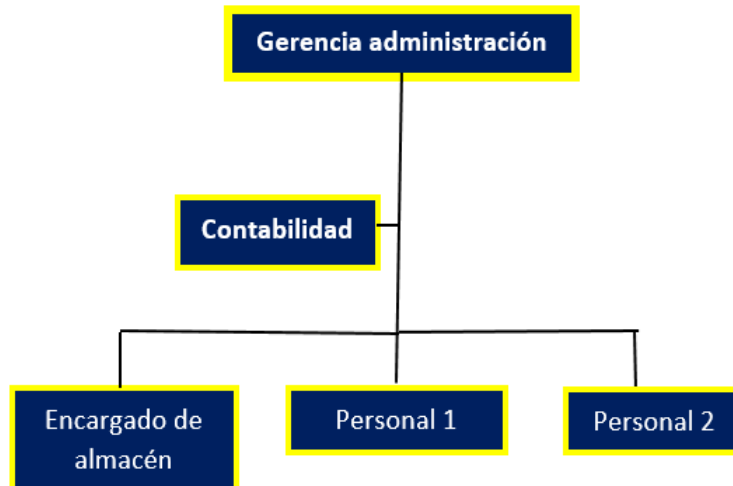 Gerencia administración
Contabilidad
Encargado de
almacén
Personal 1
Personal 2